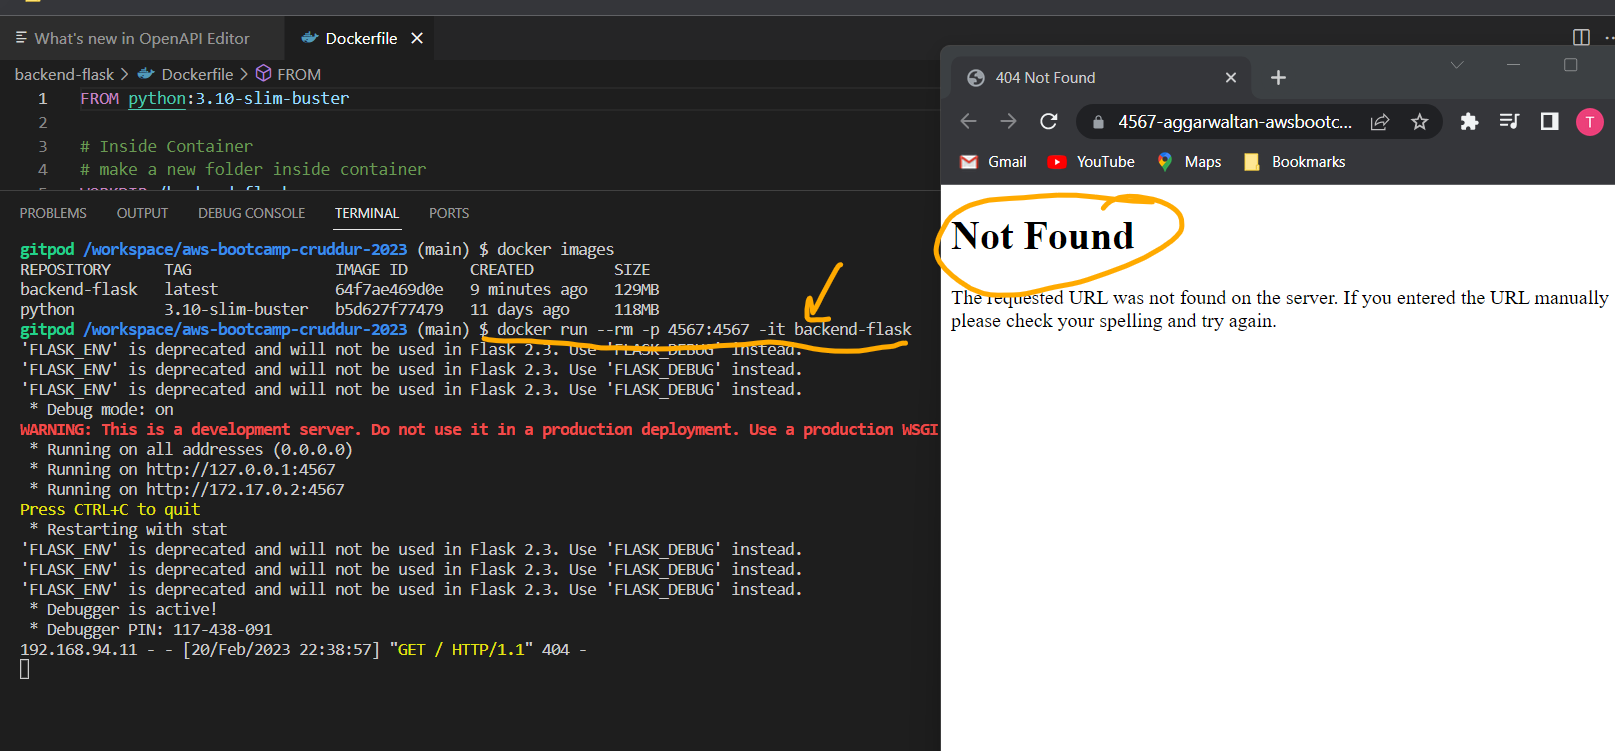 What's new in OpenAPI Editor
Dockerfile
backend-flask > Dockerfile > FROM
1 FROM python:3.10-slim-buster
2
3 # Inside Container
4 # make a new folder inside container
PROBLEMS OUTPUT DEBUG CONSOLE TERMINAL PORTS
gitpod /workspace/aws-bootcamp-cruddur-2023 (main) $ docker images
REPOSITORY TAG IMAGE ID CREATED SIZE
backend-flask latest 64f7ae469d0e 9 minutes ago 129MB
python 3.10-slim-buster b5d627f77479 11 days ago 118MB
gitpod /workspace/aws-bootcamp-cruddur-2023 (main) $ docker run --rm -p 4567:4567 -it backend-flask
'FLASK_ENV' is deprecated and will not be used in Flask 2.3. Use 'FLASK_DEBUG' instead.
'FLASK_ENV' is deprecated and will not be used in Flask 2.3. Use 'FLASK_DEBUG' instead.
'FLASK_ENV' is deprecated and will not be used in Flask 2.3. Use 'FLASK_DEBUG' instead.
* Debug mode: on
WARNING: This is a development server. Do not use it in a production deployment. Use a production WSGI
* Running on all addresses (0.0.0.0)
* Running on http://127.0.0.1:4567
* Running on http://172.17.0.2:4567
Press CTRL+C to quit
* Restarting with stat
'FLASK_ENV' is deprecated and will not be used in Flask 2.3. Use 'FLASK_DEBUG' instead.
'FLASK_ENV' is deprecated and will not be used in Flask 2.3. Use 'FLASK_DEBUG' instead.
'FLASK_ENV' is deprecated and will not be used in Flask 2.3. Use 'FLASK_DEBUG' instead.
* Debugger is active!
* Debugger PIN: 117-438-091
192.168.94.11 - - [20/Feb/2023 22:38:57] "GET / HTTP/1.1" 404 -
404 Not Found
4567-aggarwaltan-awsbootc...
T
Gmail YouTube Maps Bookmarks
Not Found
The requested URL was not found on the server. If you entered the URL manually
please check your spelling and try again.